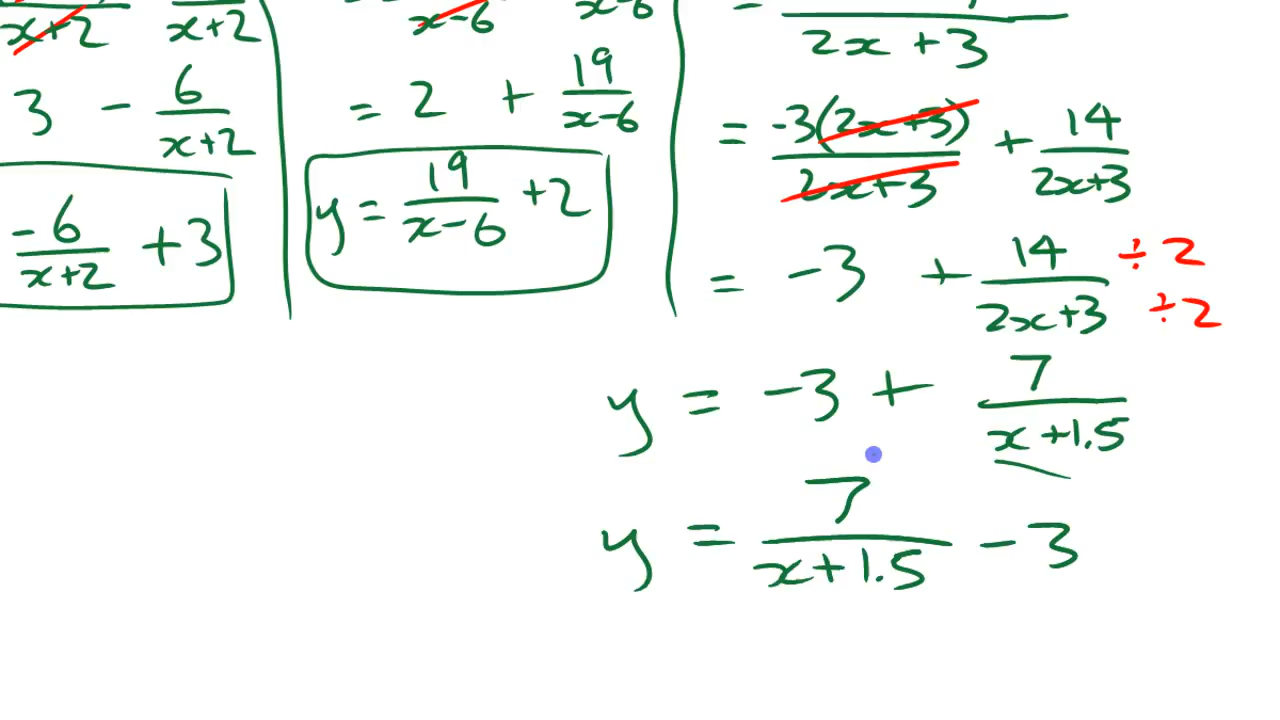 x+2 x+2
3 - 6/(x+2)
-6/(x+2) +3
x-6 x-6
= 2 + 19/(x-6)
y = 19/(x-6) +2
= 2x +3
= -3(2x+3)/(2x+3) + 14/(2x+3)
= -3 + 14/(2x+3) ÷2 ÷2
y = -3 + 7/(x+1.5)
y = 7/(x+1.5) -3